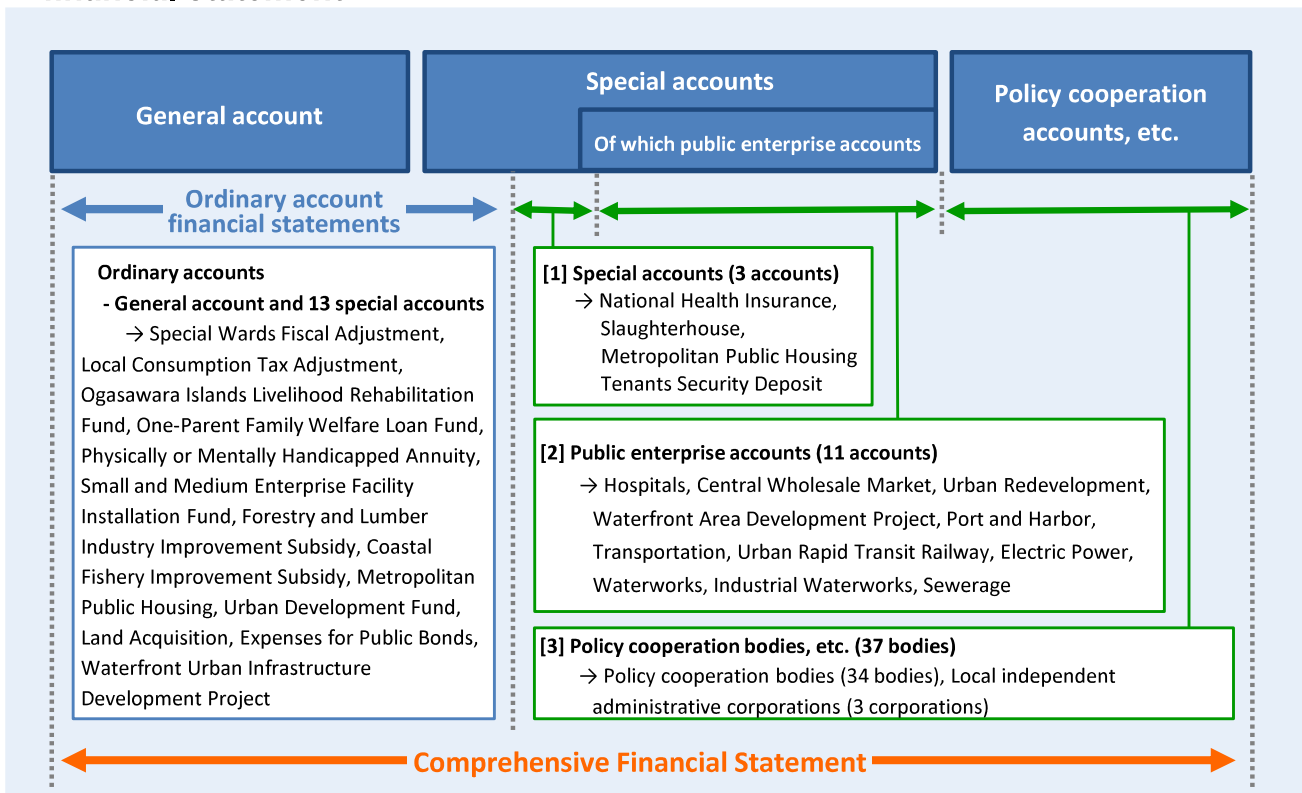 General account
Special accounts
Of which public enterprise accounts
Policy cooperation
accounts, etc.
Ordinary account
financial statements
Ordinary accounts
- General account and 13 special accounts
→ Special Wards Fiscal Adjustment,
Local Consumption Tax Adjustment,
Ogasawara Islands Livelihood Rehabilitation
Fund, One-Parent Family Welfare Loan Fund,
Physically or Mentally Handicapped Annuity,
Small and Medium Enterprise Facility
Installation Fund, Forestry and Lumber
Industry Improvement Subsidy, Coastal
Fishery Improvement Subsidy, Metropolitan
Public Housing, Urban Development Fund,
Land Acquisition, Expenses for Public Bonds,
Waterfront Urban Infrastructure
Development Project
[1] Special accounts (3 accounts)
→ National Health Insurance,
Slaughterhouse,
Metropolitan Public Housing
Tenants Security Deposit
[2] Public enterprise accounts (11 accounts)
→ Hospitals, Central Wholesale Market, Urban Redevelopment,
Waterfront Area Development Project, Port and Harbor,
Transportation, Urban Rapid Transit Railway, Electric Power,
Waterworks, Industrial Waterworks, Sewerage
[3] Policy cooperation bodies, etc. (37 bodies)
→ Policy cooperation bodies (34 bodies), Local independent
administrative corporations (3 corporations)
Comprehensive Financial Statement